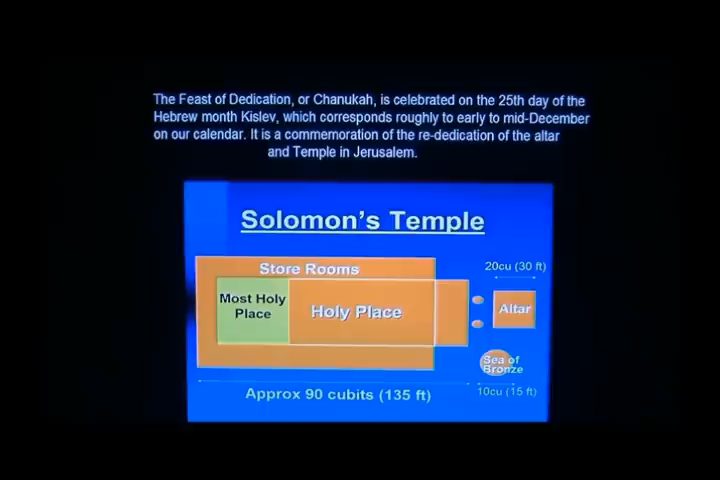 The Feast of Dedication, or Chanukah, is celebrated on the 25th day of the
Hebrew month Kislev, which corresponds roughly to early to mid-December
on our calendar. It is a commemoration of the re-dedication of the altar
and Temple in Jerusalem.
Solomon's Temple
Store Rooms
20cu (30 ft)
Most Holy
Place
Holy Place
Altar
Sea of
Bronze
Approx 90 cubits (135 ft)
10cu (15 ft)